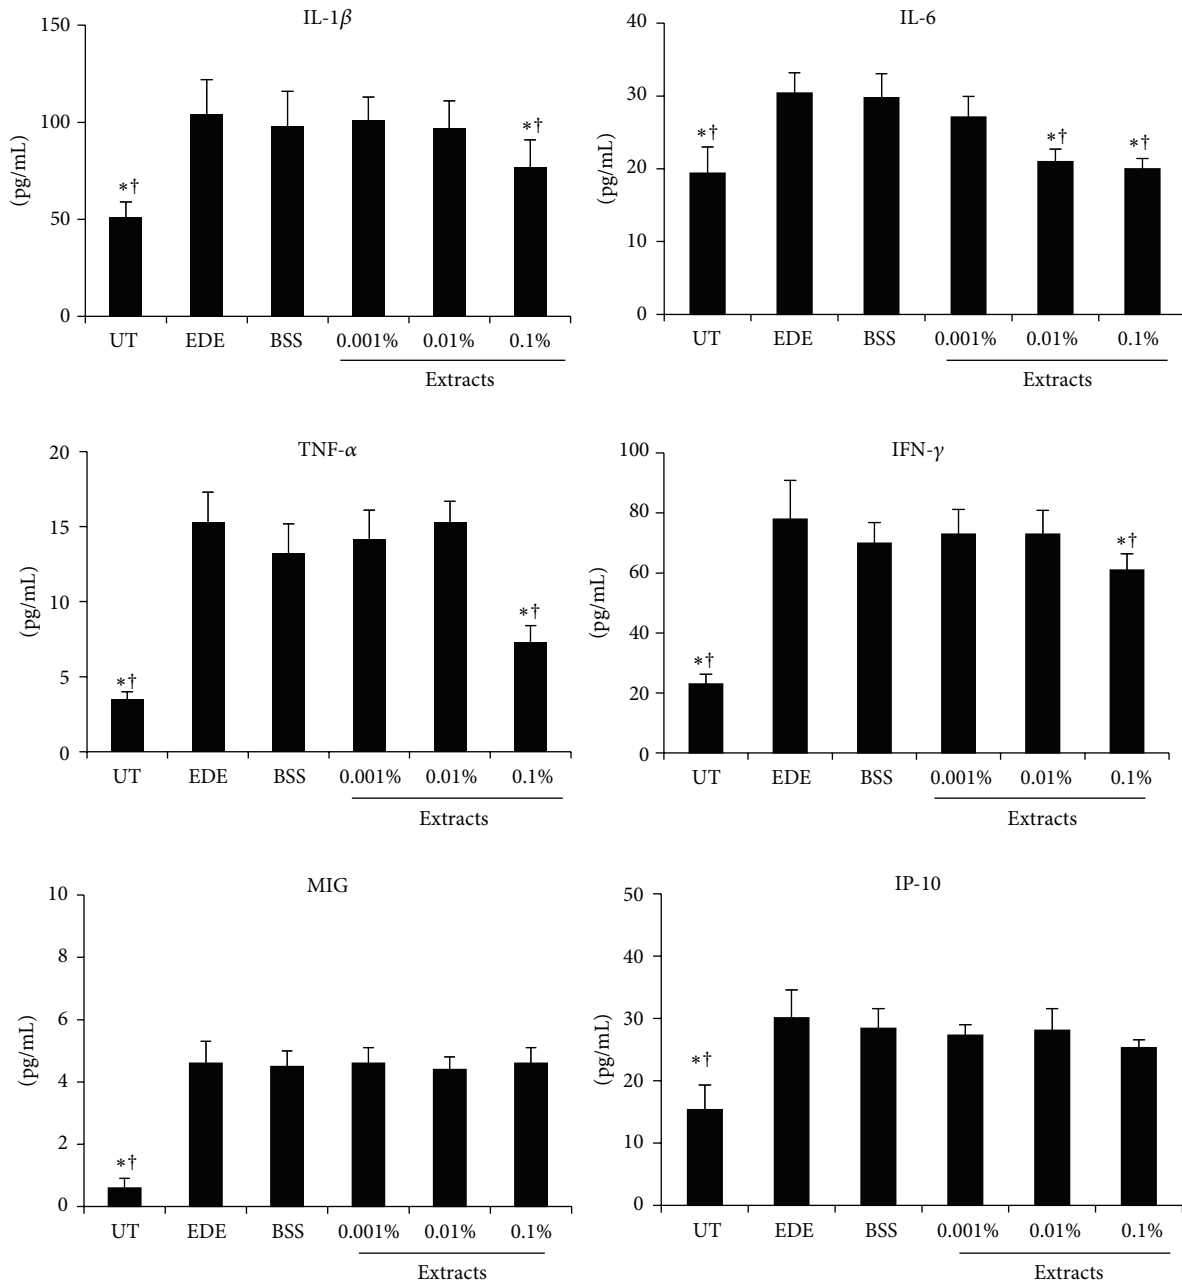 IL-1β
150
100
50
0
(pg/mL)
*†
*†
UT EDE BSS 0.001% 0.01% 0.1%
Extracts
IL-6
40
30
20
10
0
(pg/mL)
*†
*†
*†
UT EDE BSS 0.001% 0.01% 0.1%
Extracts
TNF-α
20
15
10
5
0
(pg/mL)
*†
*†
UT EDE BSS 0.001% 0.01% 0.1%
Extracts
IFN-γ
100
80
60
40
20
0
(pg/mL)
*†
*†
UT EDE BSS 0.001% 0.01% 0.1%
Extracts
MIG
10
8
6
4
2
0
(pg/mL)
*†
UT EDE BSS 0.001% 0.01% 0.1%
Extracts
IP-10
50
40
30
20
10
0
(pg/mL)
*†
UT EDE BSS 0.001% 0.01% 0.1%
Extracts